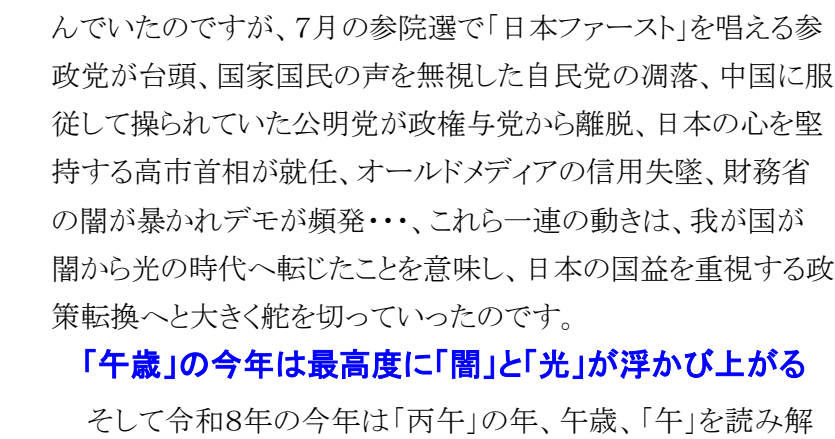 んでいたのですが、7月の参院選で「日本ファースト」を唱える参
政党が台頭、国家国民の声を無視した自民党の凋落、中国に服
従して操られていた公明党が政権与党から離脱、日本の心を堅
持する高市首相が就任、オールドメディアの信用失墜、財務省
の闇が暴かれデモが頻発・・・、これら一連の動きは、我が国が
闇から光の時代へ転じたことを意味し、日本の国益を重視する政
策転換へと大きく舵を切っていったのです。
「午歳」の今年は最高度に「闇」と「光」が浮かび上がる
そして令和8年の今年は「丙午」の年、午歳、「午」を読み解